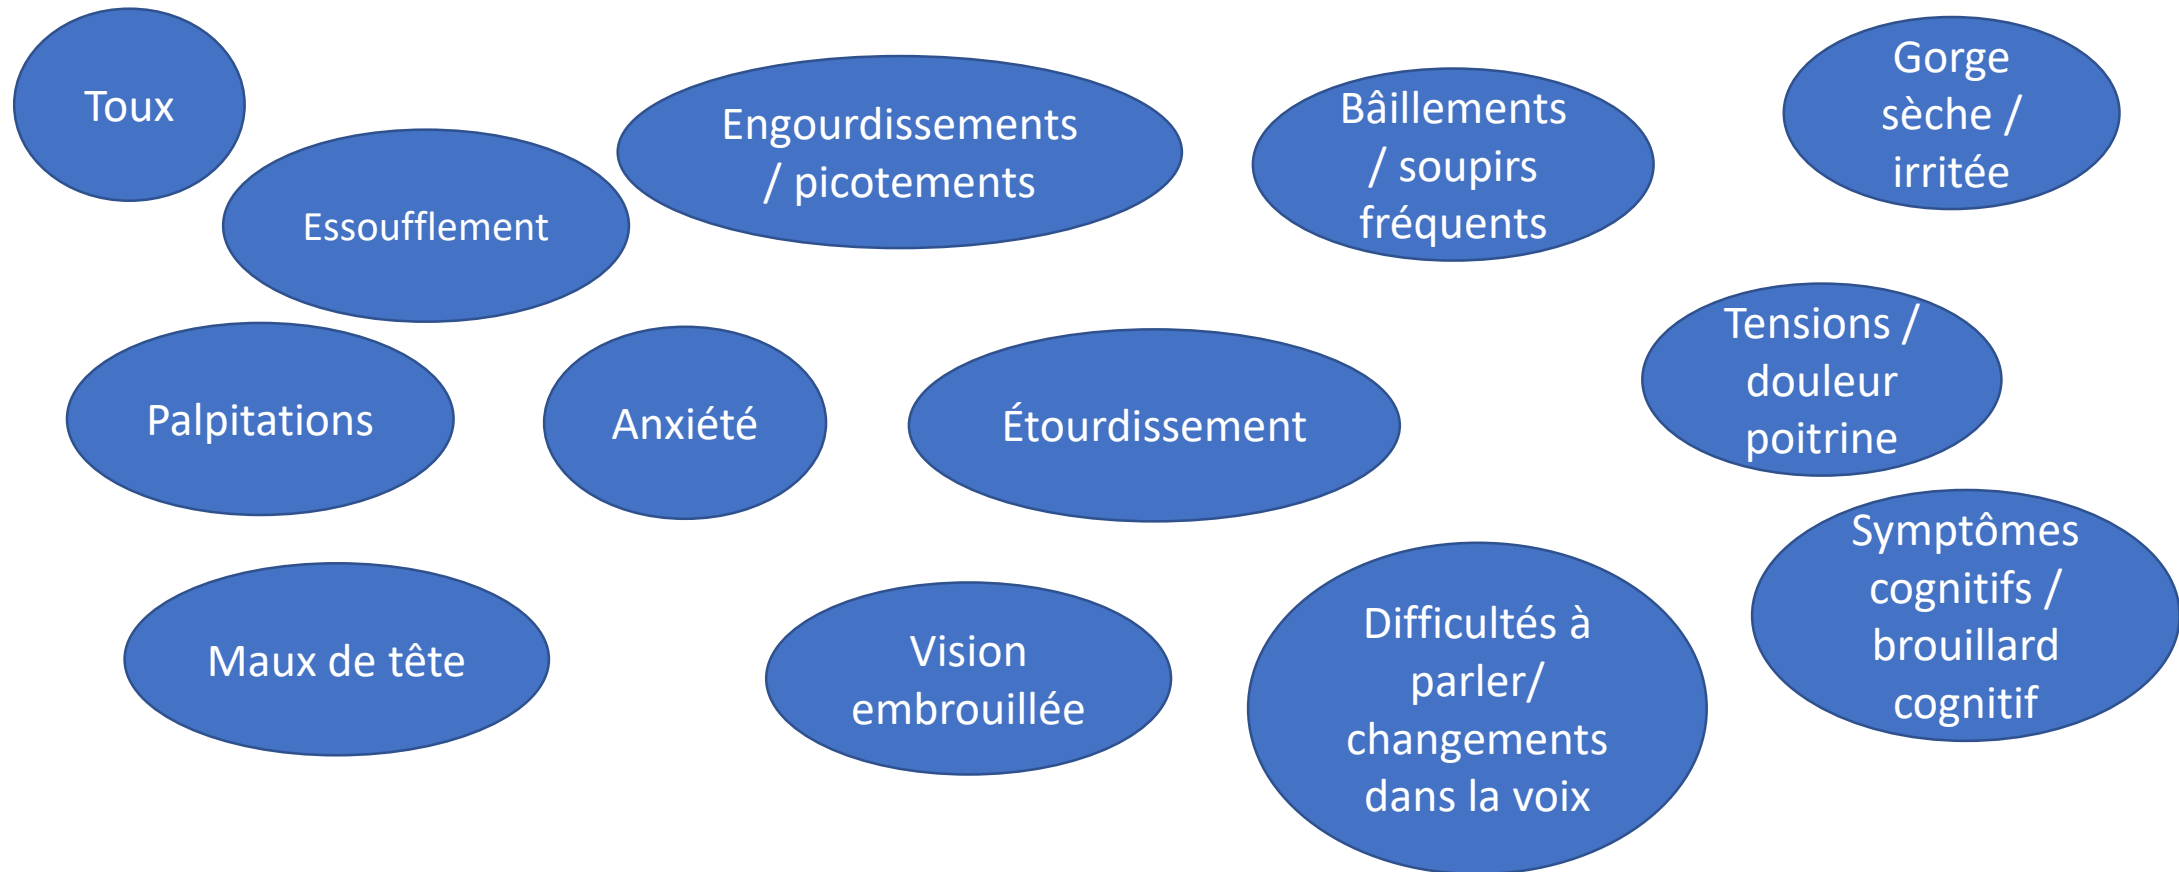 Toux
Essoufflement
Engourdissements
/ picotements
Bâillements
/ soupirs
fréquents
Gorge
sèche /
irritée
Palpitations
Anxiété
Étourdissement
Tensions /
douleur
poitrine
Maux de tête
Vision
embrouillée
Difficultés à
parler/
changements
dans la voix
Symptômes
cognitifs /
brouillard
cognitif